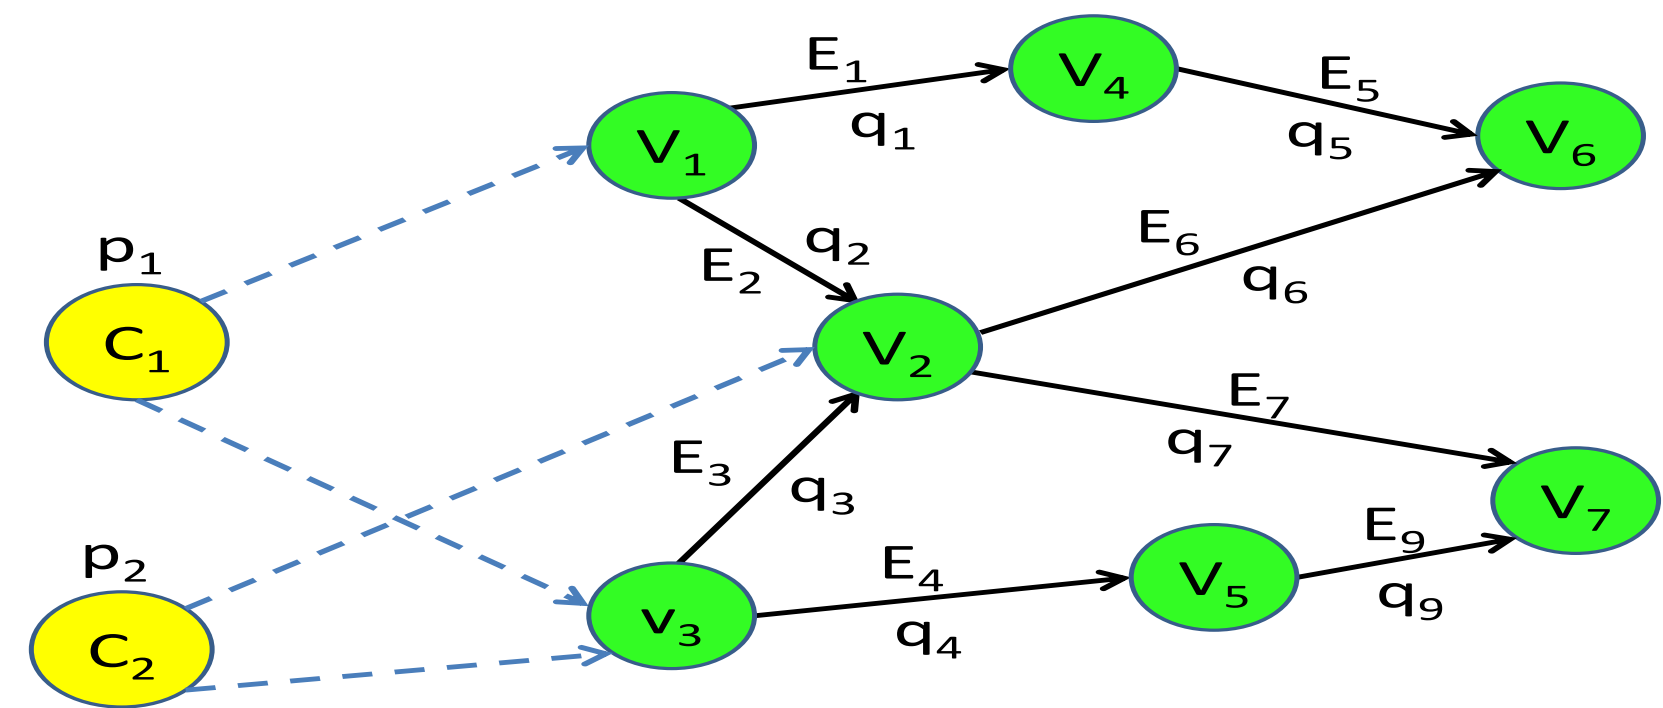 E₁
V₄
E₅
q₁
q₅
V₁
V₆
q₂
E₆
p₁
E₂
q₆
C₁
V₂
E₇
q₇
E₃
q₃
V₇
E₉
p₂
E₄
V₅
q₉
C₂
v₃
q₄